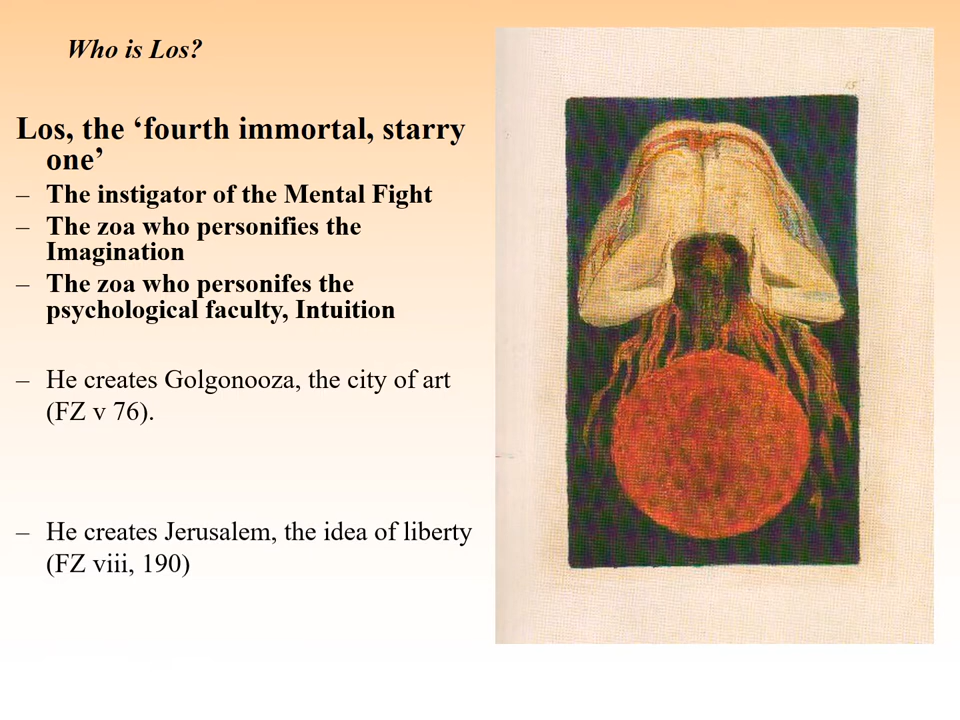 Who is Los?
Los, the ‘fourth immortal, starry
one’
– The instigator of the Mental Fight
– The zoa who personifies the
Imagination
– The zoa who personifes the
psychological faculty, Intuition
– He creates Golgonooza, the city of art
(FZ v 76).
– He creates Jerusalem, the idea of liberty
(FZ viii, 190)